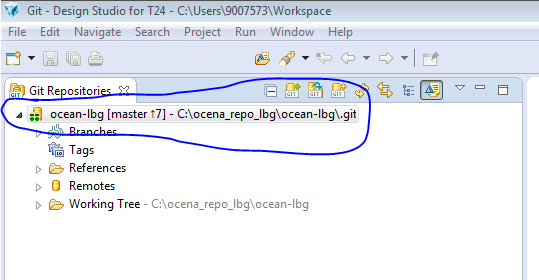 Git - Design Studio for T24 - C:\Users\9007573\Workspace
File Edit Navigate Search Project Run Window Help
Git Repositories
ocean-lbg [master ↑7] - C:\ocena_repo_lbg\ocean-lbg\.git
Branches
Tags
References
Remotes
Working Tree - C:\ocena_repo_lbg\ocean-lbg